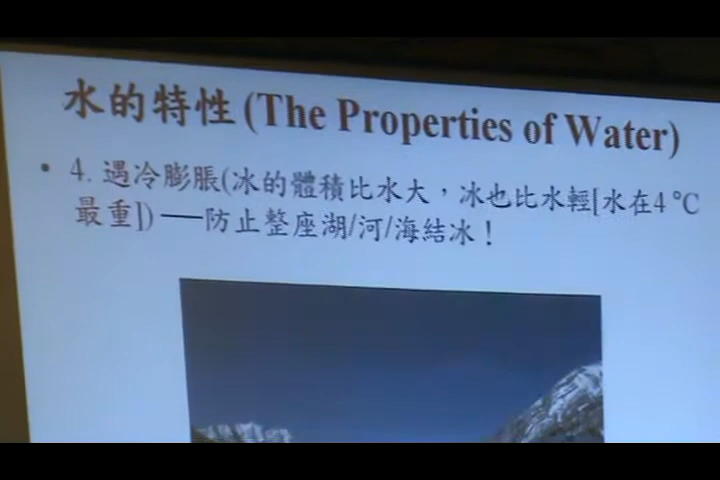 水的特性(The Properties of Water)
• 4. 遇冷膨脹(冰的體積比水大，冰也比水輕[水在4℃
最重])——防止整座湖/河/海結冰！